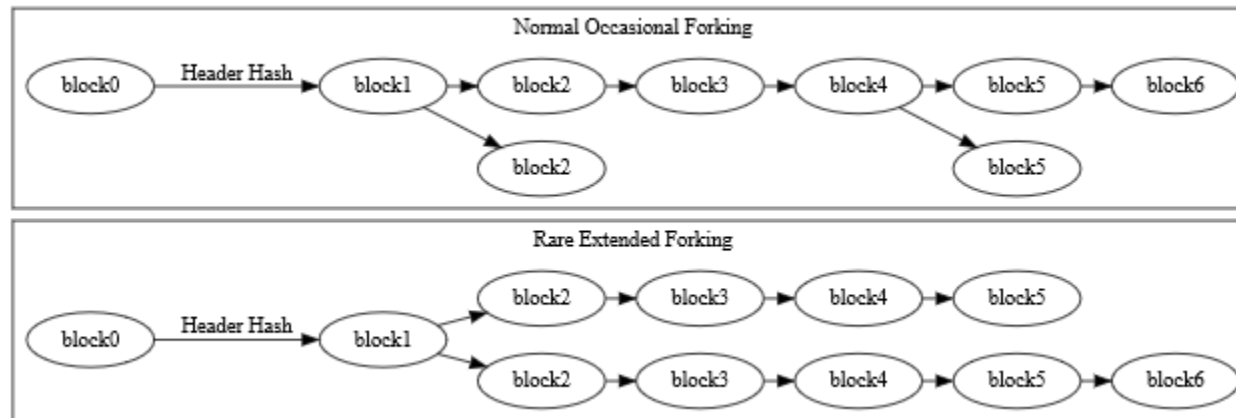 Normal Occasional Forking
block0 Header Hash block1 block2 block3 block4 block5 block6
block2 block5
Rare Extended Forking
block2 block3 block4 block5
block0 Header Hash block1
block2 block3 block4 block5 block6